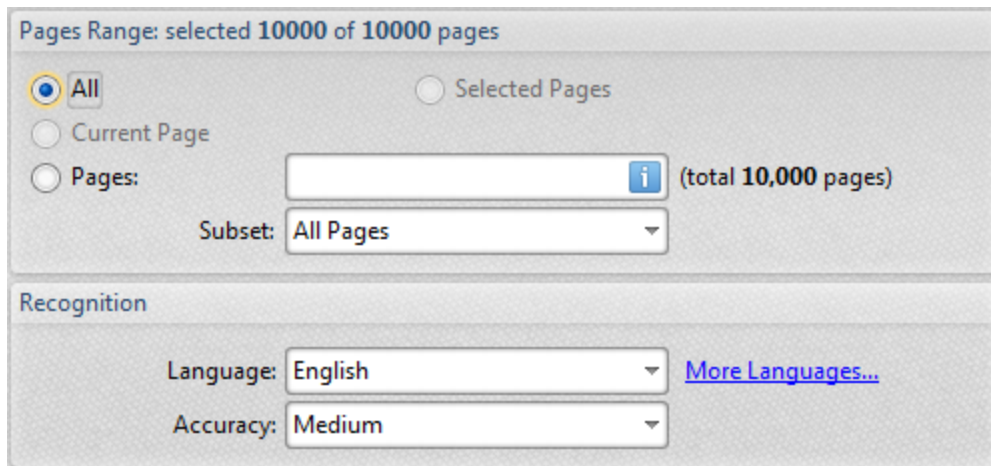 Pages Range: selected 10000 of 10000 pages
All Selected Pages
Current Page
Pages: i (total 10,000 pages)
Subset: All Pages
Recognition
Language: English More Languages...
Accuracy: Medium